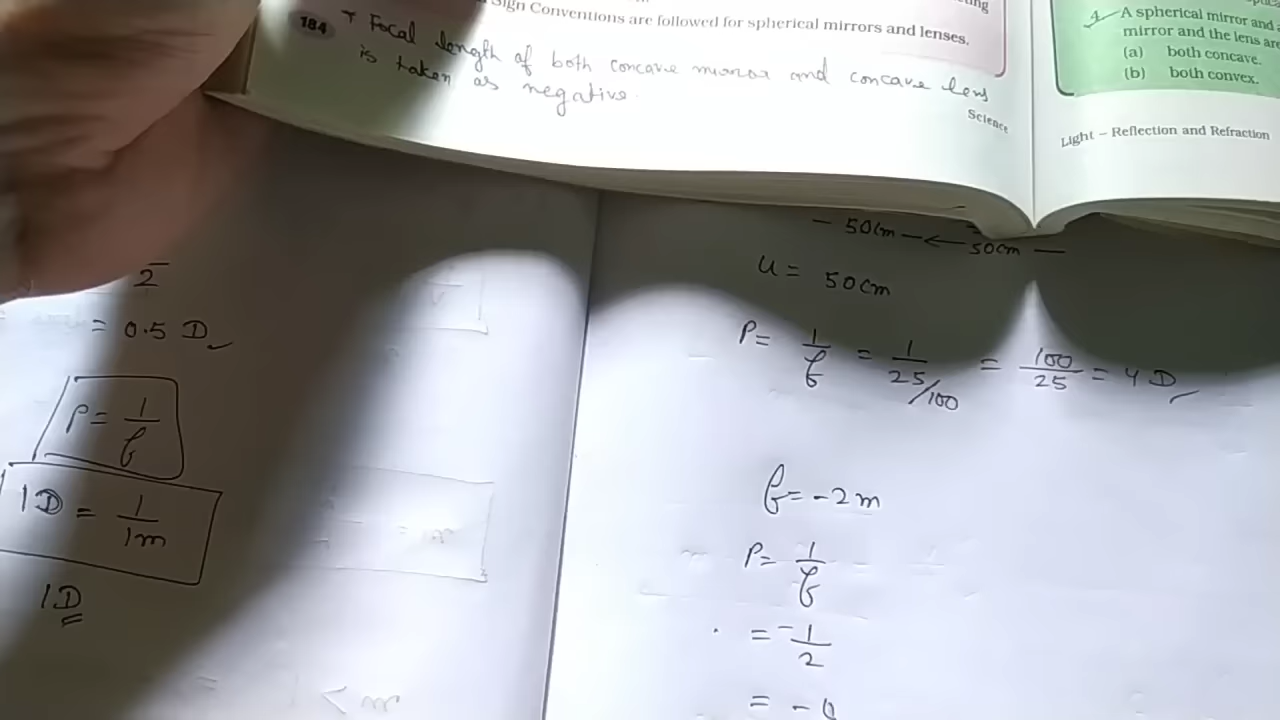 Sign Conventions are followed for spherical mirrors and lenses.
184
Focal length of both concave mirror and concave lens
is taken as negative.
Science
4 A spherical mirror and
mirror and the lens are
(a) both concave.
(b) both convex.
Light – Reflection and Refraction
2
= 0.5 D
P = 1/f
1D = 1/1m
1D
50cm ← 50cm
u = 50cm
P = 1/f = 1/25/100 = 100/25 = 4 D
f = -2m
P = 1/f
= -1/2
= -0